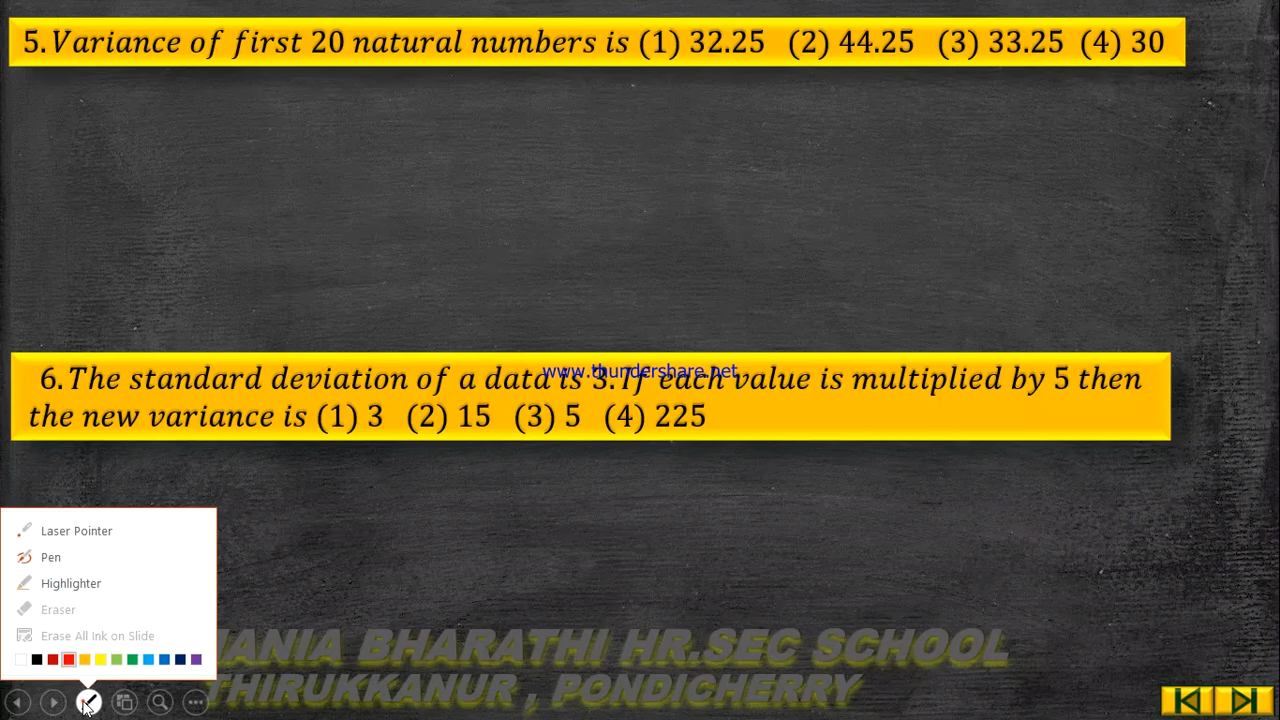 5. Variance of first 20 natural numbers is (1) 32.25 (2) 44.25 (3) 33.25 (4) 30
6. The standard deviation of a data is 3. If each value is multiplied by 5 then
www.thundershare.net
the new variance is (1) 3 (2) 15 (3) 5 (4) 225
Laser Pointer
Pen
Highlighter
Eraser
Erase All Ink on Slide
BHARATHI HR.SEC SCHOOL
THIRUKKANUR , PONDICHERRY